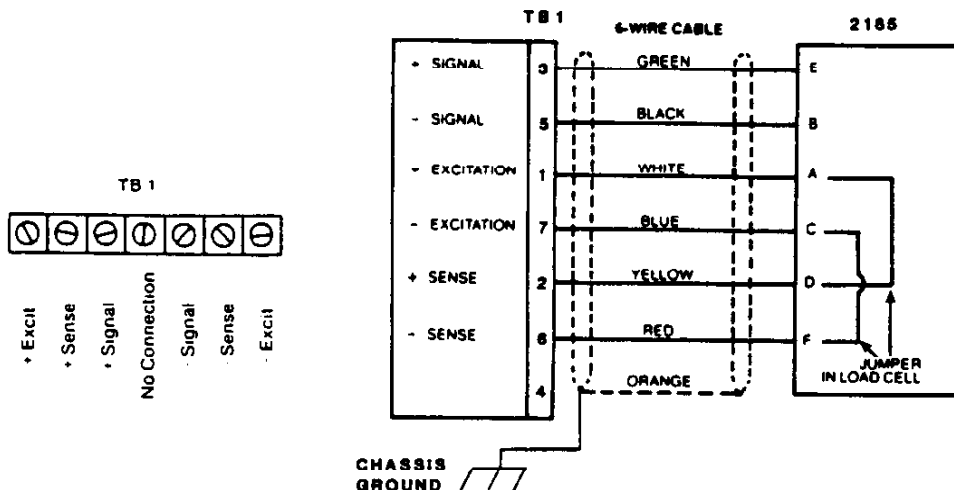 TB 1
+ Excit
+ Sense
+ Signal
No Connection
- Signal
- Sense
- Excit
TB 1
6-WIRE CABLE
2185
+ SIGNAL 3 GREEN E
- SIGNAL 5 BLACK B
- EXCITATION 1 WHITE A
- EXCITATION 7 BLUE C
+ SENSE 2 YELLOW D
- SENSE 6 RED F
JUMPER
IN LOAD CELL
4 ORANGE
CHASSIS
GROUND